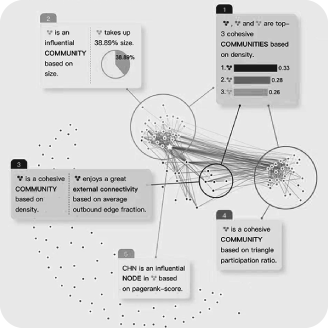 2
is an
influential
COMMUNITY
based on
size.
takes up
38.89% size.
38.89%
1
, and are top-
3 cohesive
COMMUNITIES based
on density.
1. 0.33
2. 0.28
3. 0.26
3
is a cohesive
COMMUNITY
based on
density.
enjoys a great
external connectivity
based on average
outbound edge fraction.
4
is a cohesive
COMMUNITY
based on triangle
participation ratio.
5
CHN is an influential
NODE in based on
pagerank-score.